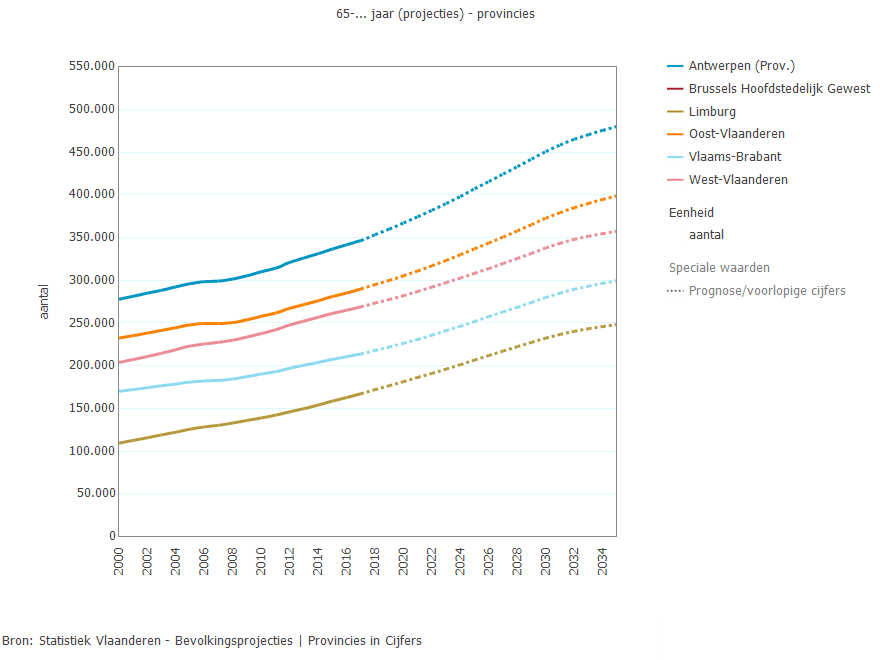 65-... jaar (projecties) - provincies
550.000
500.000
450.000
400.000
350.000
300.000
250.000
200.000
150.000
100.000
50.000
0
aantal
2000
2002
2004
2006
2008
2010
2012
2014
2016
2018
2020
2022
2024
2026
2028
2030
2032
2034
Antwerpen (Prov.)
Brussels Hoofdstedelijk Gewest
Limburg
Oost-Vlaanderen
Vlaams-Brabant
West-Vlaanderen
Eenheid
aantal
Speciale waarden
Prognose/voorlopige cijfers
Bron: Statistiek Vlaanderen - Bevolkingsprojecties | Provincies in Cijfers